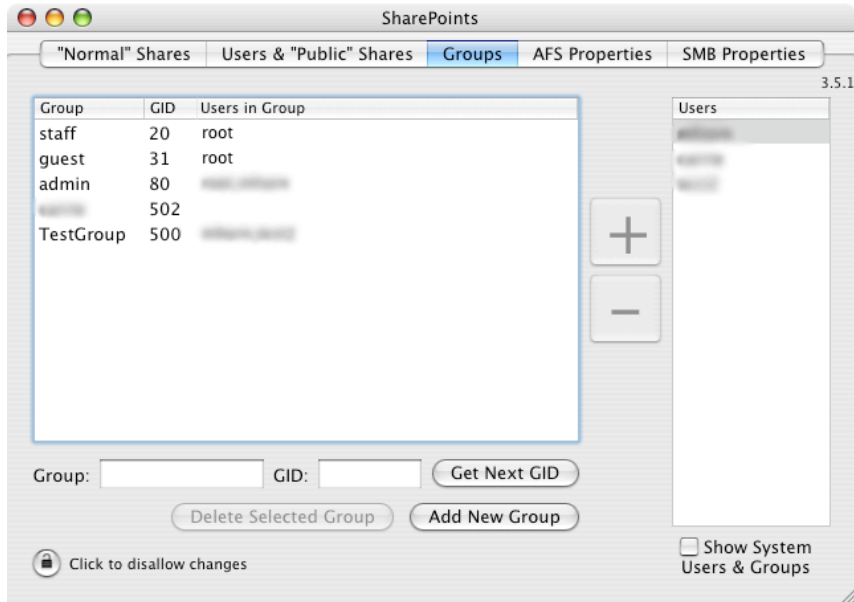 SharePoints
"Normal" Shares Users & "Public" Shares Groups AFS Properties SMB Properties
3.5.1
Group GID Users in Group
staff 20 root
guest 31 root
admin 80
502
TestGroup 500
Users
+
−
Group: GID: Get Next GID
Delete Selected Group Add New Group
Click to disallow changes
Show System
Users & Groups